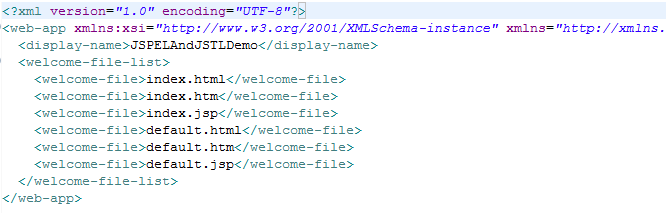 <?xml version="1.0" encoding="UTF-8"?>
<web-app xmlns:xsi="http://www.w3.org/2001/XMLSchema-instance" xmlns="http://xmlns.
<display-name>JSPELAndJSTLDemo</display-name>
<welcome-file-list>
<welcome-file>index.html</welcome-file>
<welcome-file>index.htm</welcome-file>
<welcome-file>index.jsp</welcome-file>
<welcome-file>default.html</welcome-file>
<welcome-file>default.htm</welcome-file>
<welcome-file>default.jsp</welcome-file>
</welcome-file-list>
</web-app>